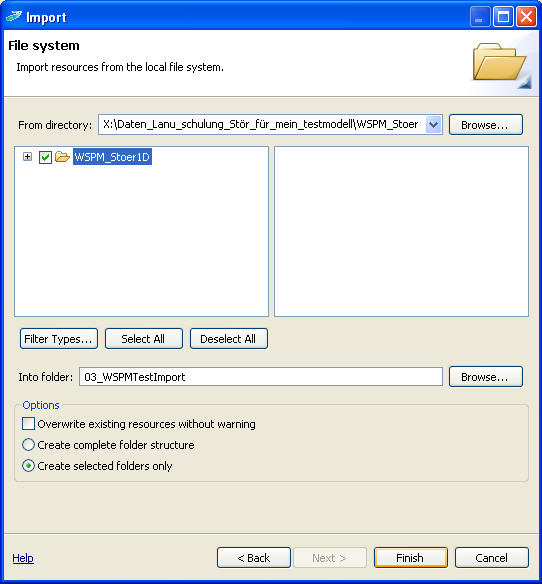 Import
File system
Import resources from the local file system.
From directory: X:\Daten_Lanu_schulung_Stör_für_mein_testmodell\WSPM_Stoer Browse...
WSPM_Stoer1D
Filter Types... Select All Deselect All
Into folder: 03_WSPMTestImport Browse...
Options
Overwrite existing resources without warning
Create complete folder structure
Create selected folders only
Help < Back Next > Finish Cancel